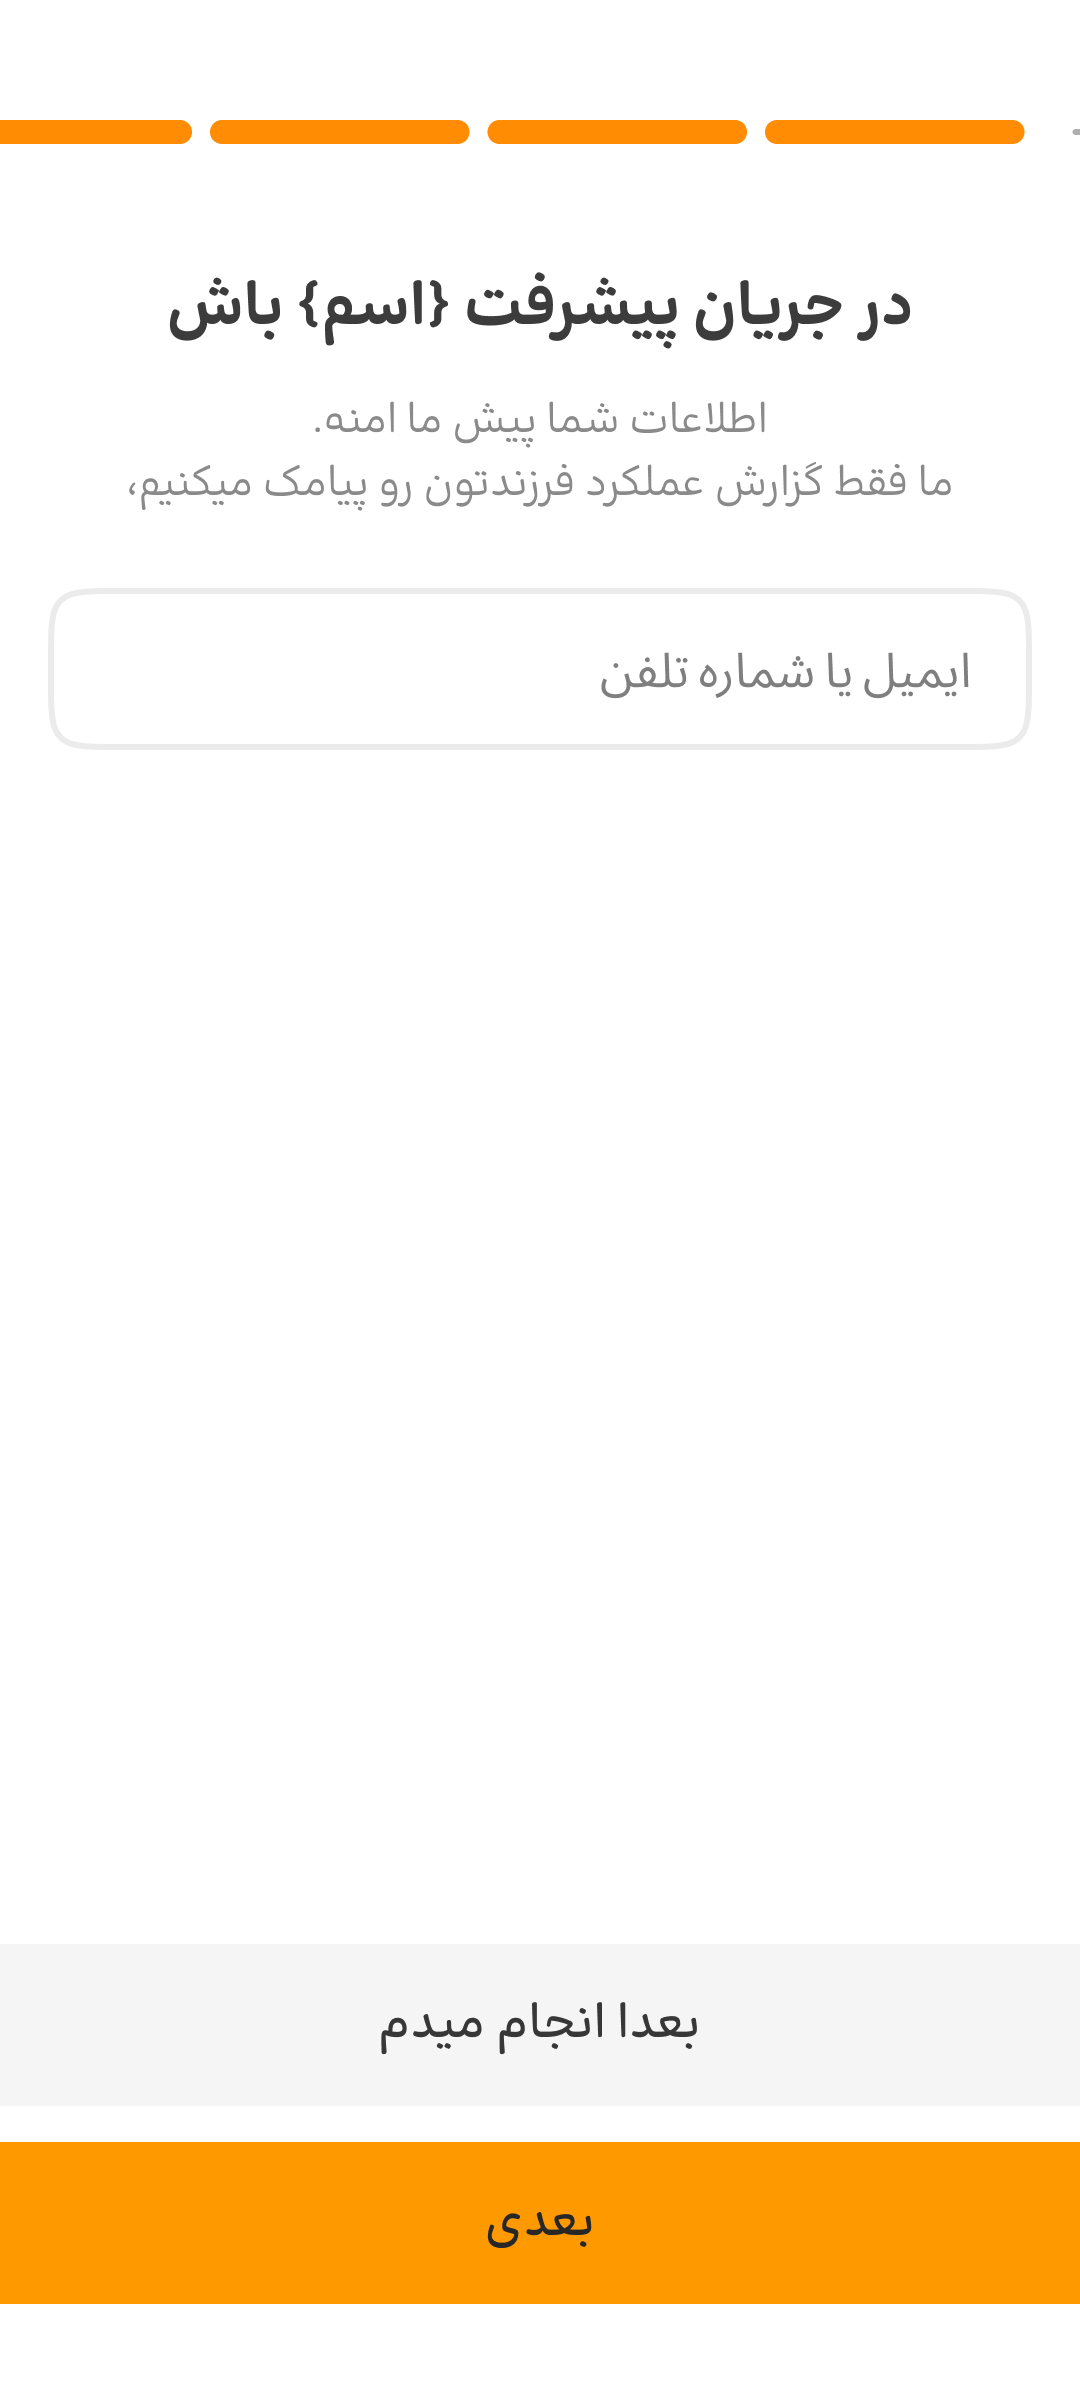 در جریان پیشرفت {اسم} باش
اطلاعات شما پیش ما امنه.
ما فقط گزارش عملکرد فرزندتون رو پیامک میکنیم،
ایمیل یا شماره تلفن
بعدا انجام میدم
بعدی